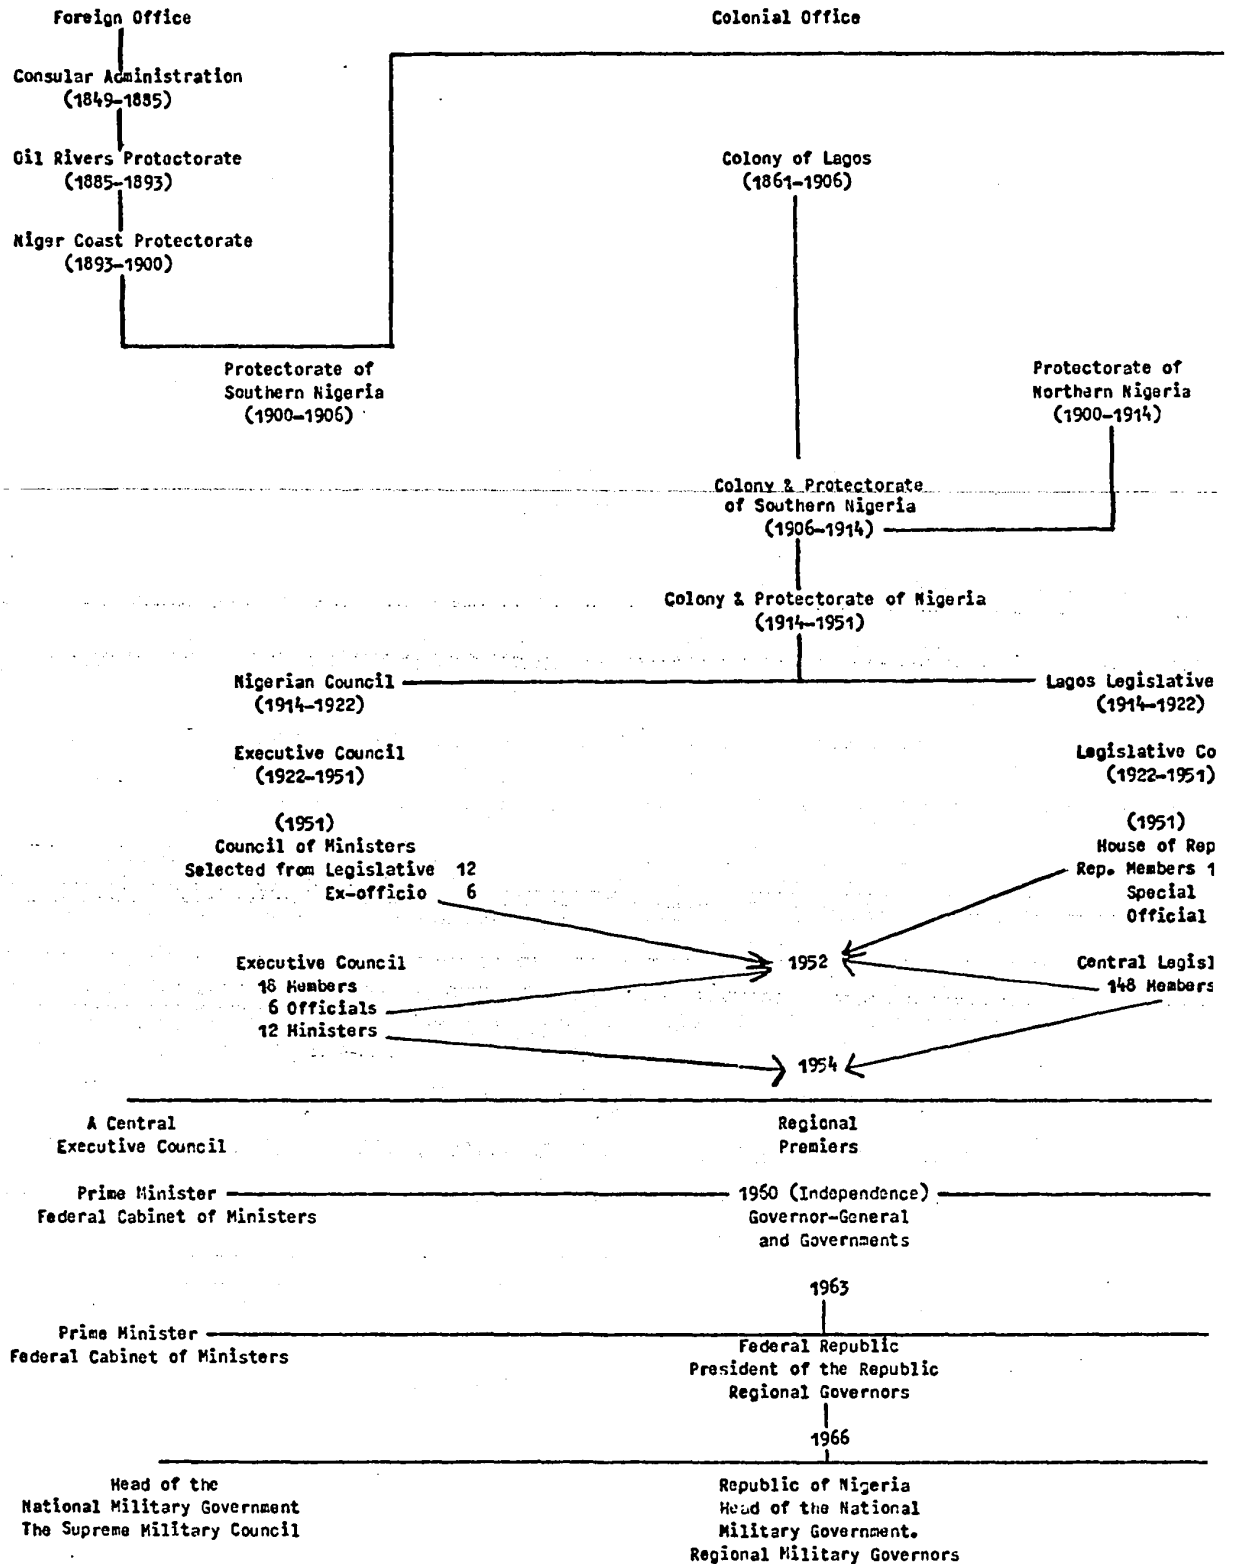 Foreign Office
Colonial Office
Consular Administration
(1849-1885)
Oil Rivers Protectorate
(1885-1893)
Colony of Lagos
(1861-1906)
Niger Coast Protectorate
(1893-1900)
Protectorate of
Southern Nigeria
(1900-1906)
Protectorate of
Northern Nigeria
(1900-1914)
Colony & Protectorate
of Southern Nigeria
(1906-1914)
Colony & Protectorate of Nigeria
(1914-1951)
Nigerian Council
(1914-1922)
Lagos Legislative
(1914-1922)
Executive Council
(1922-1951)
Legislative Co
(1922-1951)
(1951)
Council of Ministers
Selected from Legislative 12
Ex-officio 6
(1951)
House of Rep
Rep. Members 1
Special
Official
1952
Executive Council
18 Members
6 Officials
12 Ministers
Central Legisl
148 Members
1954
A Central
Executive Council
Regional
Premiers
Prime Minister
Federal Cabinet of Ministers
1960 (Independence)
Governor-General
and Governments
1963
Prime Minister
Federal Cabinet of Ministers
Federal Republic
President of the Republic
Regional Governors
1966
Head of the
National Military Government
The Supreme Military Council
Republic of Nigeria
Head of the National
Military Government.
Regional Military Governors